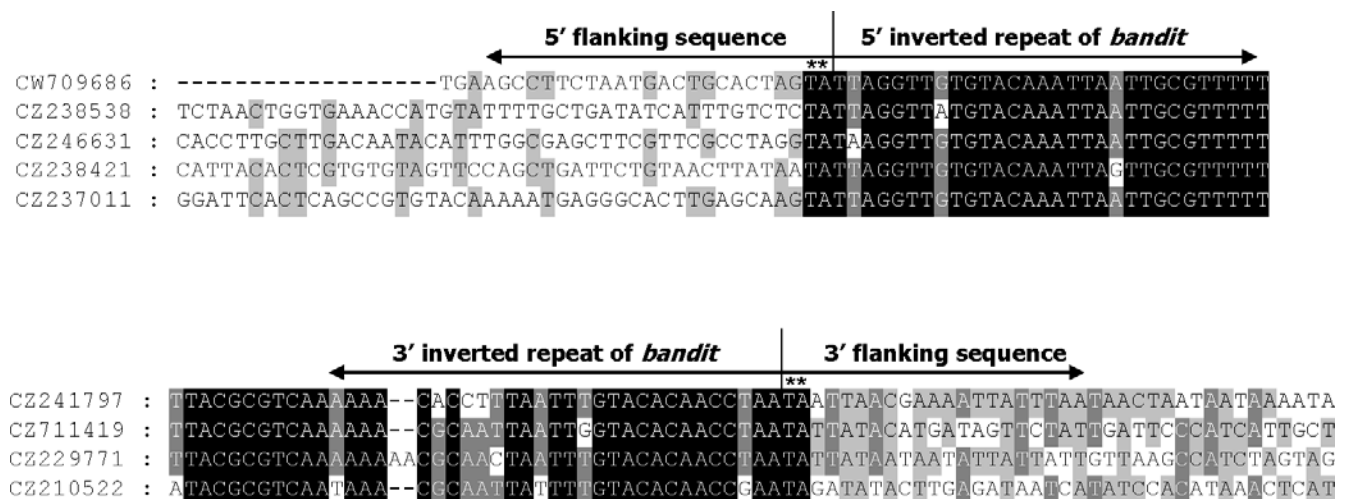 5' flanking sequence 5' inverted repeat of bandit
**
CW709686 : ------------------TGAAGCCTTCTAATGACTGCACTAGTATTAGGTTGTGTACAAATTAATTGCGTTTTT
CZ238538 : TCTAACTGGTGAAACCATGTATTTTGCTGATATCATTTGTCTCTATTAGGTTATGTACAAATTAATTGCGTTTTT
CZ246631 : CACCTTGCTTGACAATACATTTGGCGAGCTTCGTTCGCCTAGGTATAAGGTTGTGTACAAATTAATTGCGTTTTT
CZ238421 : CATTACACTCGTGTGTAGTTCCAGCTGATTCTGTAACTTATAATATTAGGTTGTGTACAAATTAGTTGCGTTTTT
CZ237011 : GGATTCACTCAGCCGTGTACAAAAATGAGGGCACTTGAGCAAGTATTAGGTTGTGTACAAATTAATTGCGTTTTT
3' inverted repeat of bandit 3' flanking sequence
**
CZ241797 : TTACGCGTCAAAAAA--CACCTTTTAATTTGTACACAACCTAATAATTAACGAAAATTATTTAATAACTAATAATAAAATA
CZ711419 : TTACGCGTCAAAAAA--CGCAATTAATTGGTACACAACCTAATATTATACATGATAGTTCTATTGATTCCCATCATTGCT
CZ229771 : TTACGCGTCAAAAAAAACGCAACTAATTTGTACACAACCTAATATTATAATAATATTATTATTGTTAAGCCATCTAGTAG
CZ210522 : ATACGCGTCAATAAA--CGCAATTATTTTGTACACAACCGAATAGATATACTTGAGATAATCATATCCACATAAACTCAT